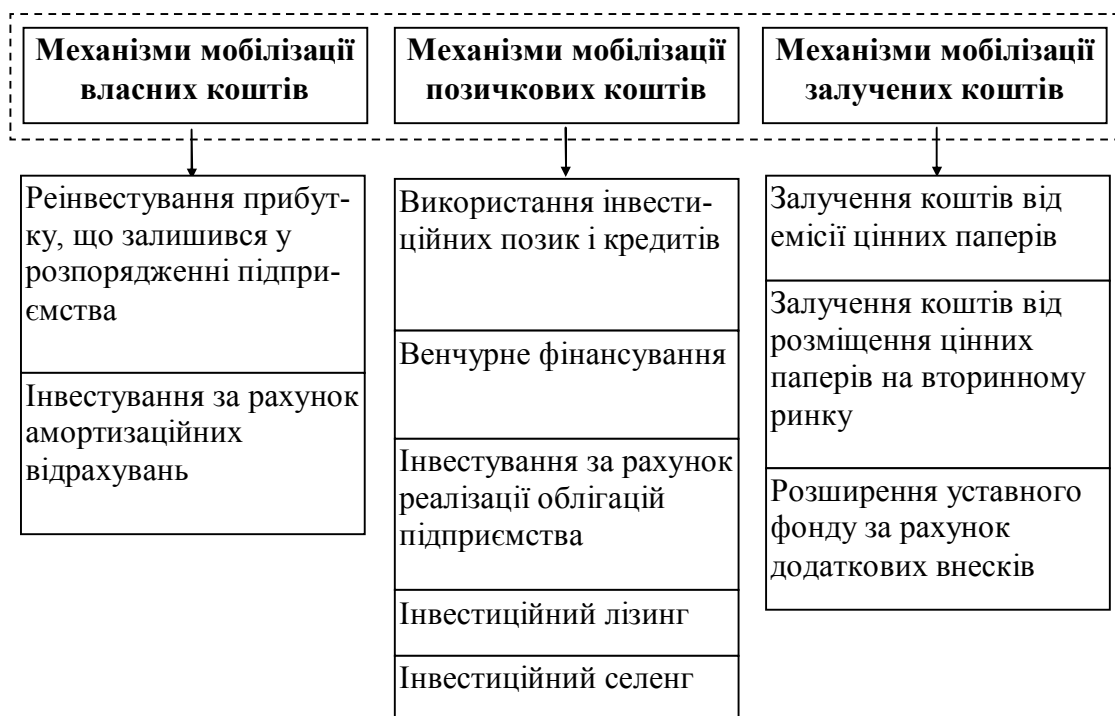 Механізми мобілізації
власних коштів
Механізми мобілізації
позичкових коштів
Механізми мобілізації
залучених коштів
Реінвестування прибут-
ку, що залишився у
розпорядженні підпри-
ємства
Інвестування за рахунок
амортизаційних
відрахувань
Використання інвести-
ційних позик і кредитів
Венчурне фінансування
Інвестування за рахунок
реалізації облігацій
підприємства
Інвестиційний лізинг
Інвестиційний селенг
Залучення коштів від
емісії цінних паперів
Залучення коштів від
розміщення цінних
паперів на вторинному
ринку
Розширення уставного
фонду за рахунок
додаткових внесків